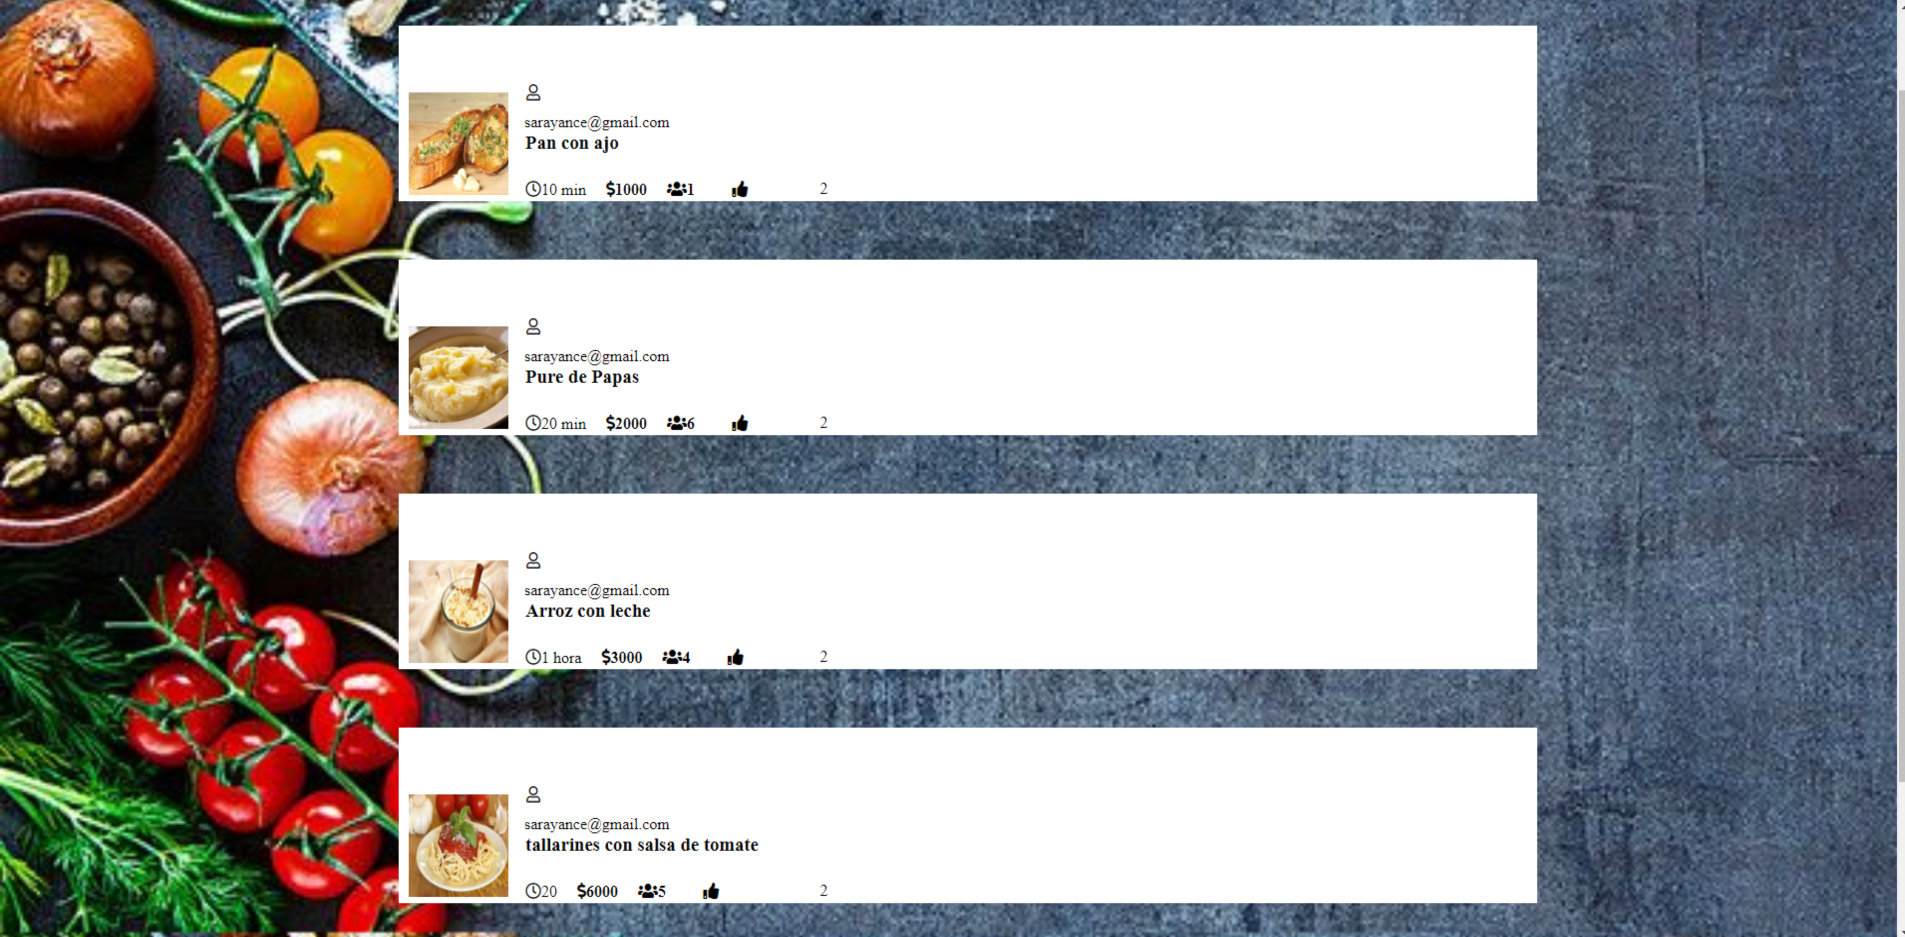 sarayance@gmail.com
Pan con ajo
10 min $1000 1 2
sarayance@gmail.com
Pure de Papas
20 min $2000 6 2
sarayance@gmail.com
Arroz con leche
1 hora $3000 4 2
sarayance@gmail.com
tallarines con salsa de tomate
20 $6000 5 2